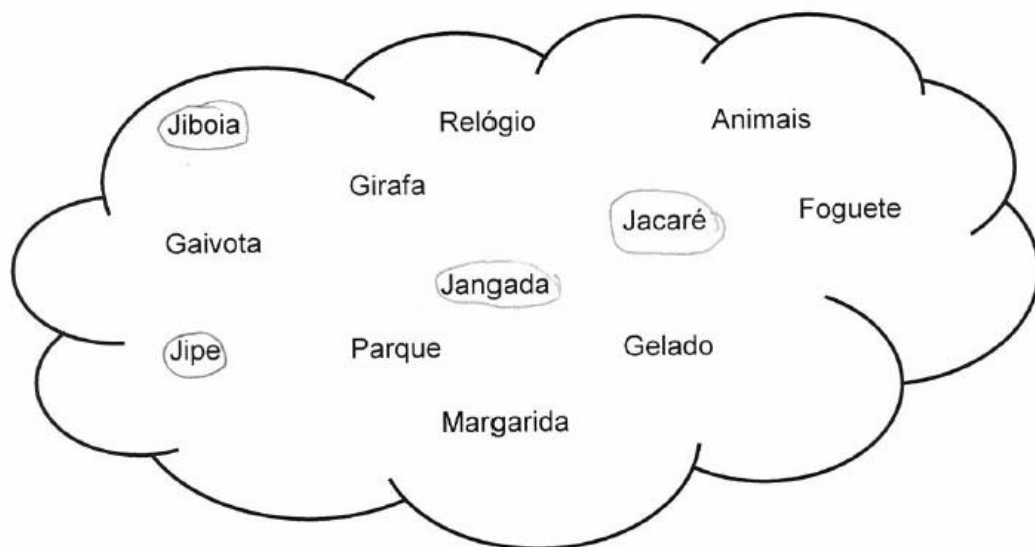 Jiboia
Relógio
Animais
Girafa
Jacaré
Foguete
Gaivota
Jangada
Jipe
Parque
Gelado
Margarida